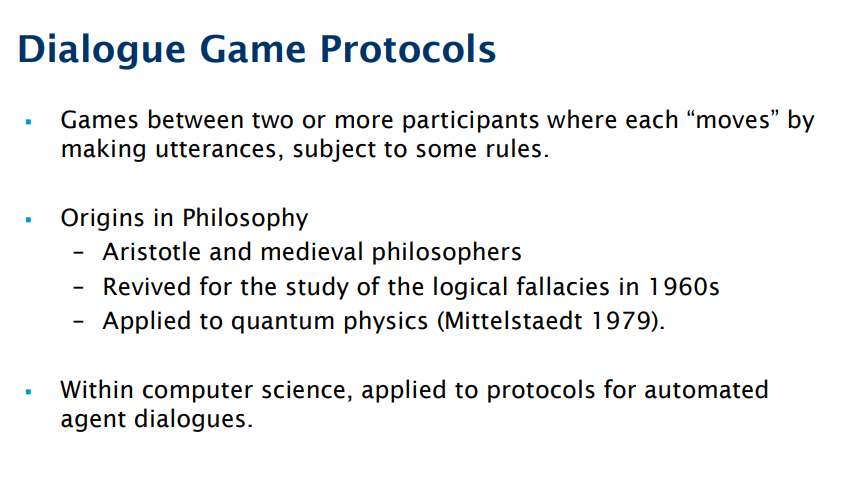 Dialogue Game Protocols
▪ Games between two or more participants where each “moves” by
making utterances, subject to some rules.
▪ Origins in Philosophy
– Aristotle and medieval philosophers
– Revived for the study of the logical fallacies in 1960s
– Applied to quantum physics (Mittelstaedt 1979).
▪ Within computer science, applied to protocols for automated
agent dialogues.